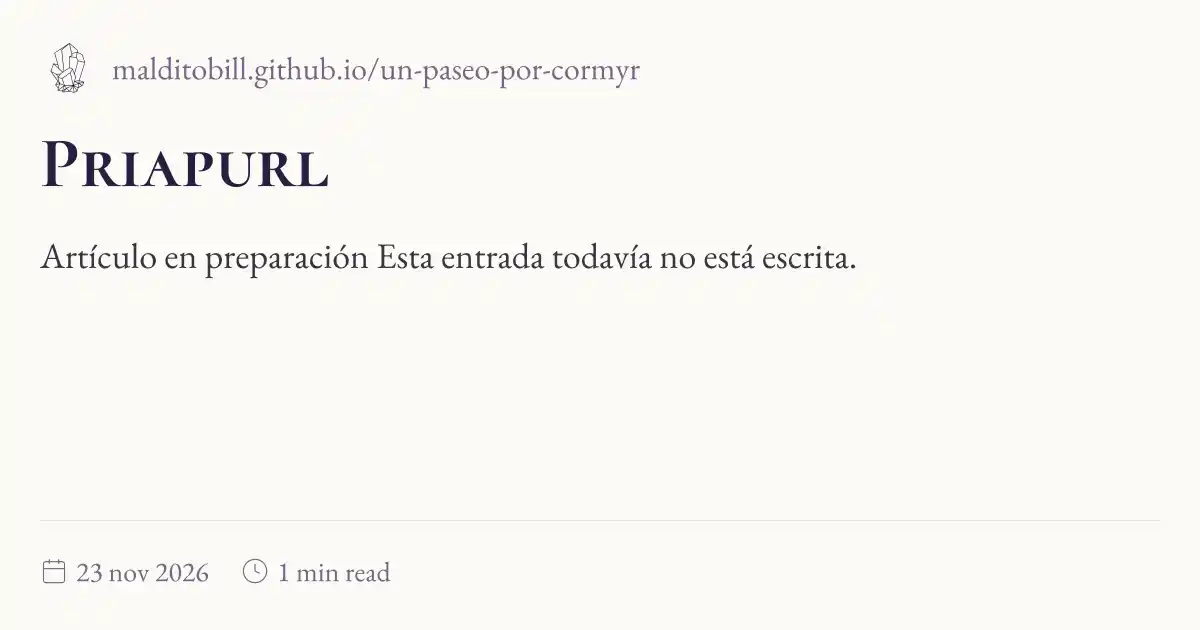 malditobill.github.io/un-paseo-por-cormyr
Priapurl
Artículo en preparación Esta entrada todavía no está escrita.
23 nov 2026 1 min read